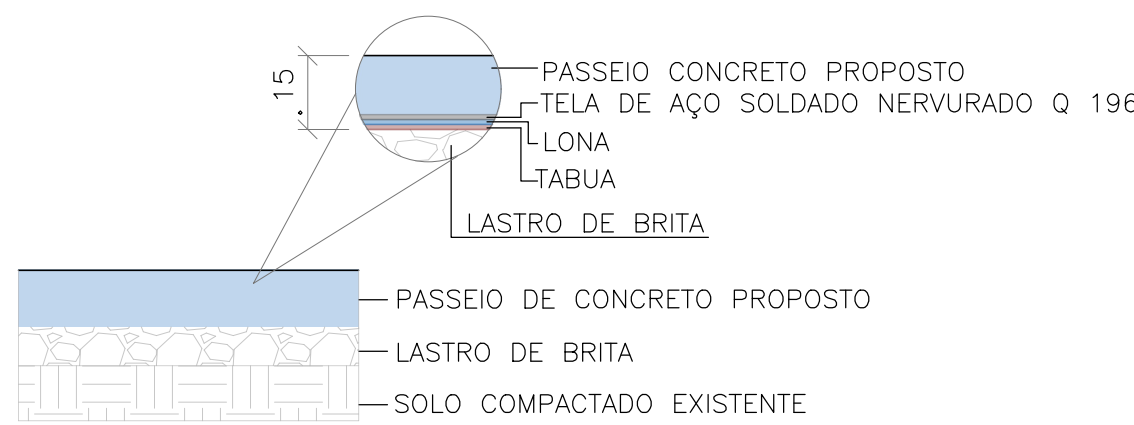 PASSEIO CONCRETO PROPOSTO
TELA DE AÇO SOLDADO NERVURADO Q 196
LONA
TABUA
LASTRO DE BRITA
.15
PASSEIO DE CONCRETO PROPOSTO
LASTRO DE BRITA
SOLO COMPACTADO EXISTENTE